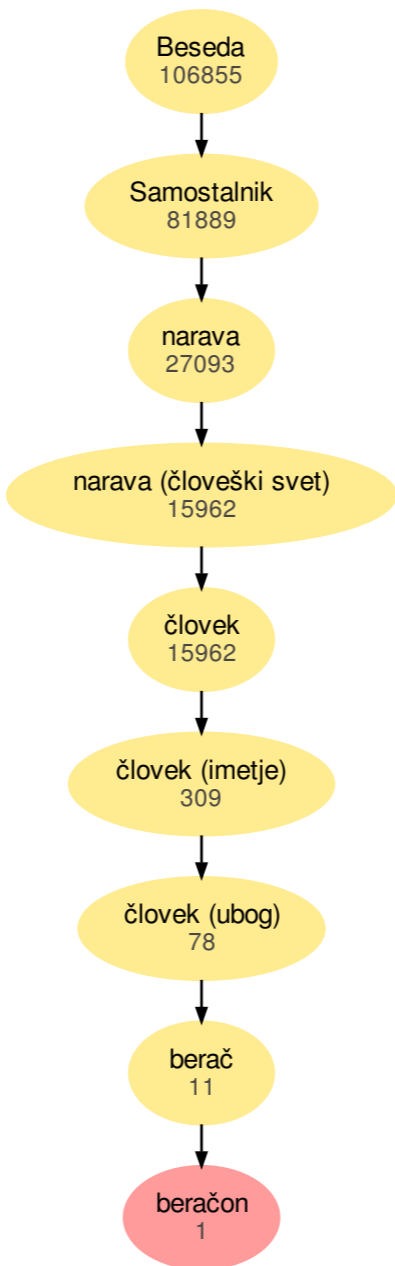 Beseda
106855
Samostalnik
81889
narava
27093
narava (človeški svet)
15962
človek
15962
človek (imetje)
309
človek (ubog)
78
berač
11
beračon
1